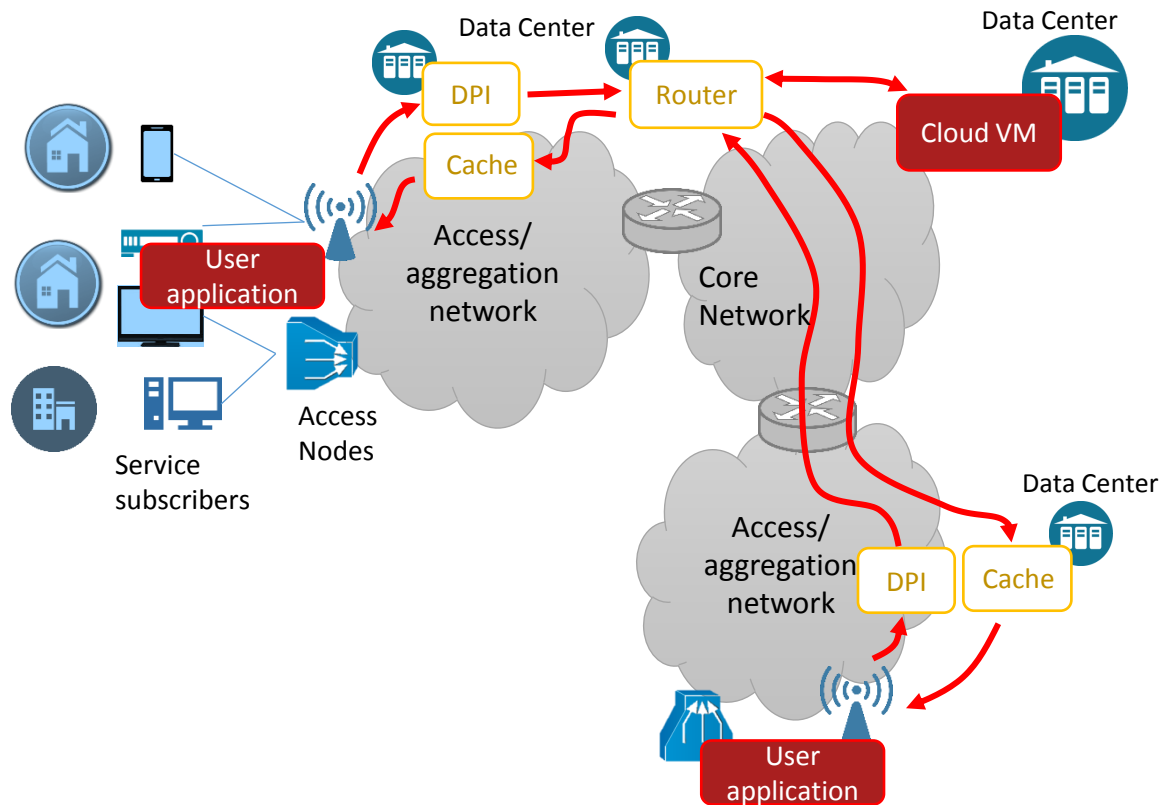 Data Center
Data Center
DPI
Router
Cloud VM
Cache
Access/
aggregation
network
User
application
Core
Network
Access
Nodes
Service
subscribers
Data Center
Access/
aggregation
network
DPI
Cache
User
application